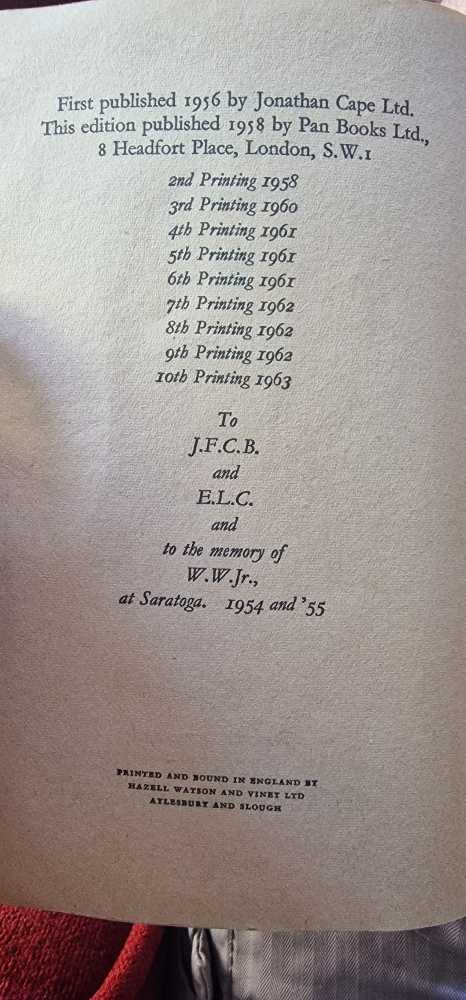 First published 1956 by Jonathan Cape Ltd.
This edition published 1958 by Pan Books Ltd.,
8 Headfort Place, London, S.W.1
2nd Printing 1958
3rd Printing 1960
4th Printing 1961
5th Printing 1961
6th Printing 1961
7th Printing 1962
8th Printing 1962
9th Printing 1962
10th Printing 1963
To
J.F.C.B.
and
E.L.C.
and
to the memory of
W.W.Jr.,
at Saratoga. 1954 and '55
PRINTED AND BOUND IN ENGLAND BY
HAZELL WATSON AND VINEY LTD
AYLESBURY AND SLOUGH